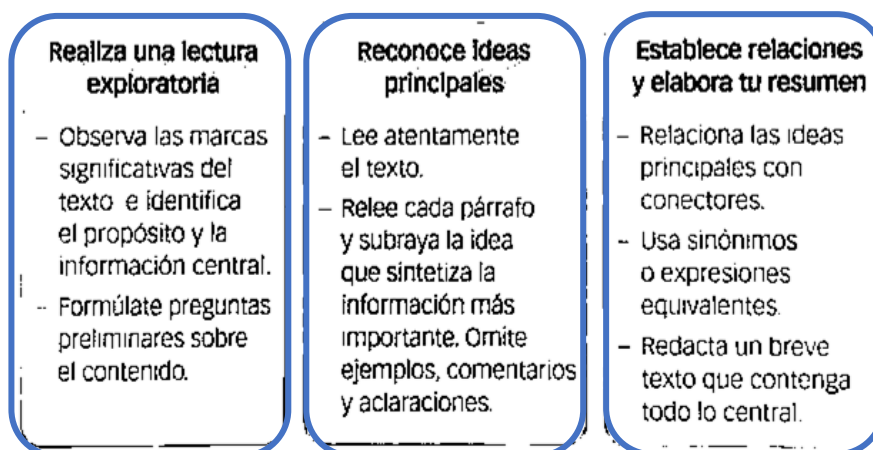 Realiza una lectura
exploratoria
– Observa las marcas
significativas del
texto e identifica
el propósito y la
información central.
– Formúlate preguntas
preliminares sobre
el contenido.
Reconoce ideas
principales
– Lee atentamente
el texto.
– Relee cada párrafo
y subraya la idea
que sintetiza la
información más
importante. Omite
ejemplos, comentarios
y aclaraciones.
Establece relaciones
y elabora tu resumen
– Relaciona las ideas
principales con
conectores.
– Usa sinónimos
o expresiones
equivalentes.
– Redacta un breve
texto que contenga
todo lo central.